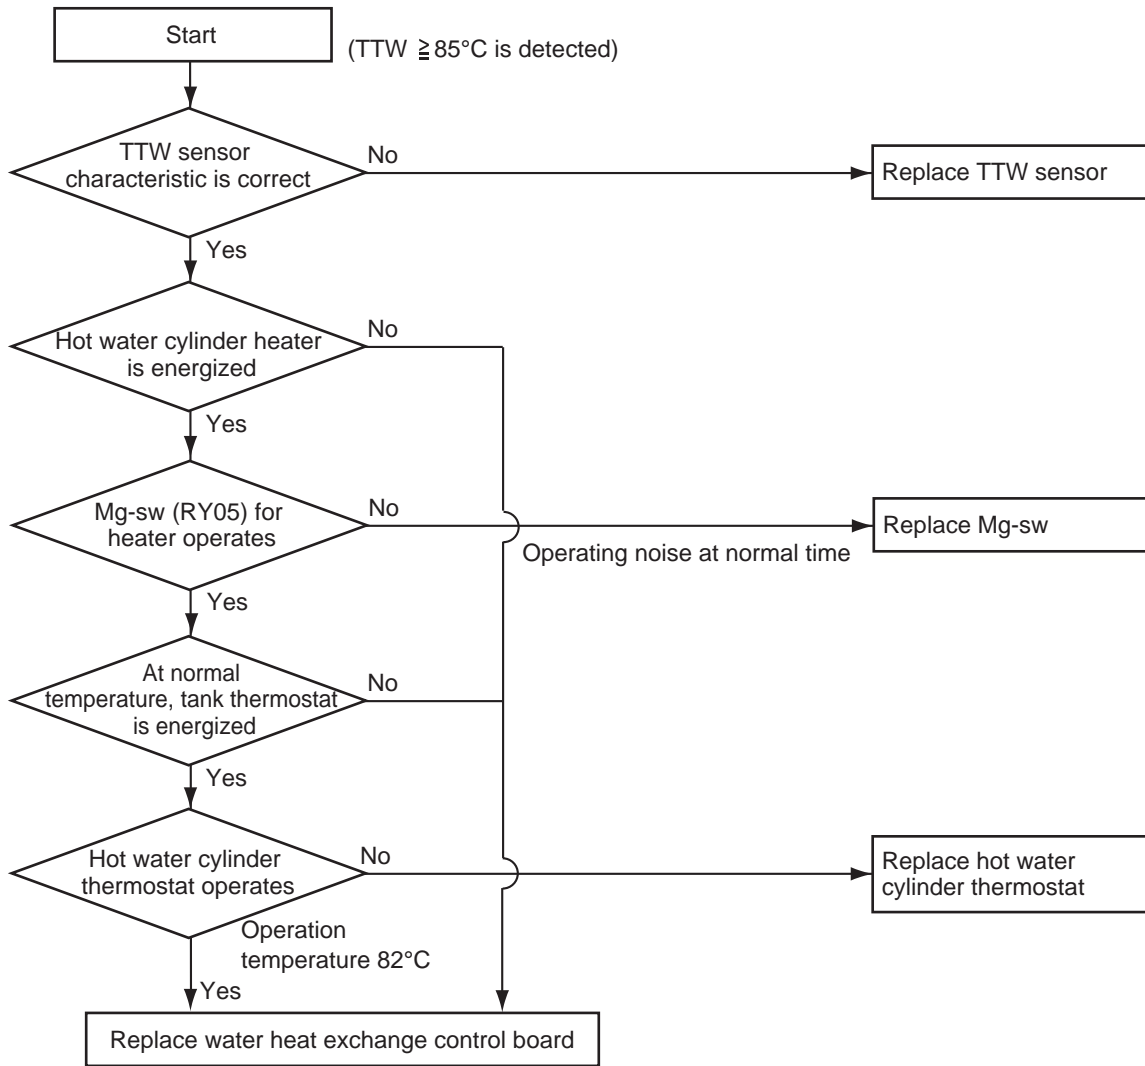 Start
(TTW ≧ 85°C is detected)
TTW sensor
characteristic is correct
No
Replace TTW sensor
Yes
Hot water cylinder heater
is energized
No
Yes
Mg-sw (RY05) for
heater operates
No
Operating noise at normal time
Replace Mg-sw
Yes
At normal
temperature, tank thermostat
is energized
No
Yes
Hot water cylinder
thermostat operates
No
Replace hot water
cylinder thermostat
Operation
temperature 82°C
Yes
Replace water heat exchange control board